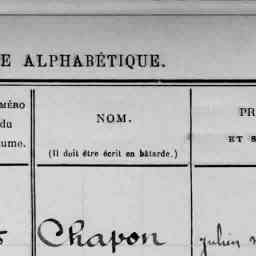 E ALPHABÉTIQUE.
MÉRO
du
ume.
NOM.
(Il doit être écrit en bâtarde.)
PR
ET S
Chapon
julien